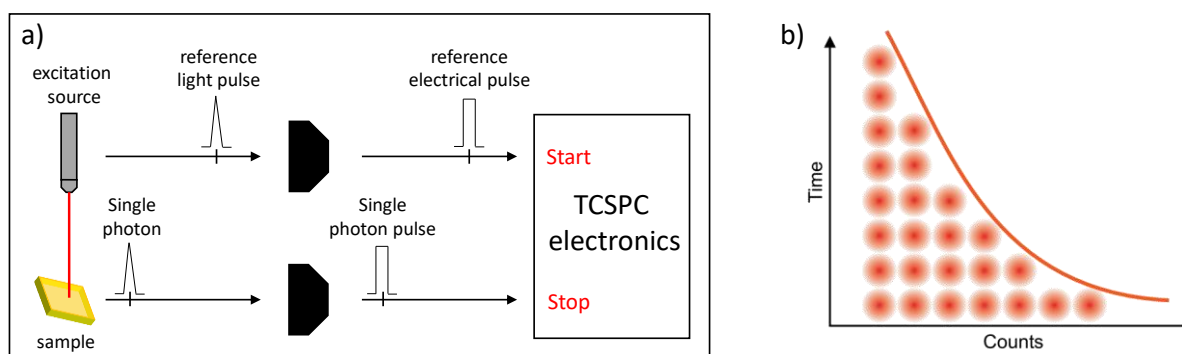 a)
excitation
source
reference
light pulse
reference
electrical pulse
Start
Single
photon
Single
photon pulse
TCSPC
electronics
Stop
sample
b)
Time
Counts